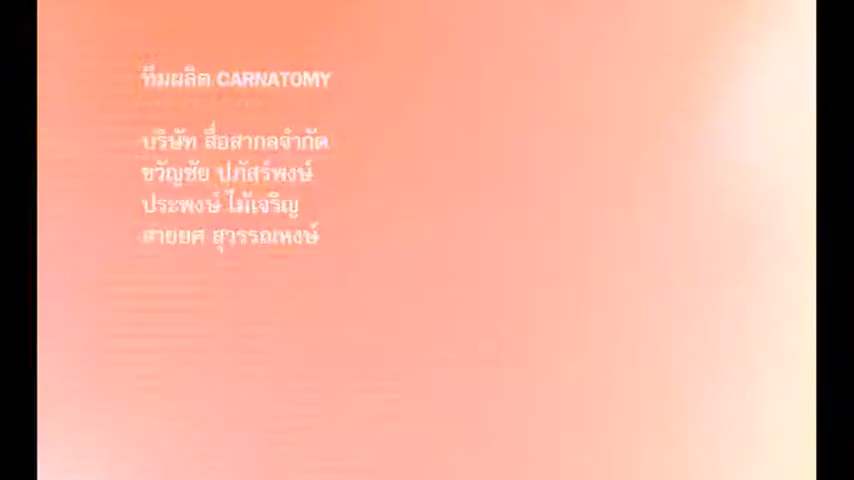 ทีมผลิต CARNATOMY
บริษัท สื่อสากลจำกัด
ขวัญชัย ปภัสร์พงษ์
ประพงษ์ ไม้เจริญ
สายยศ สุวรรณหงษ์